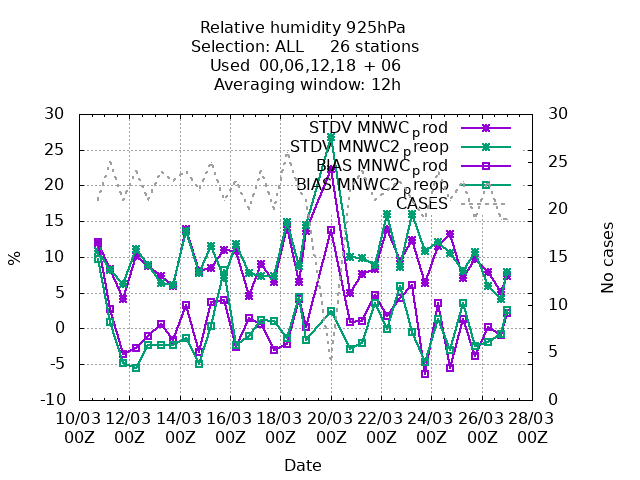 Relative humidity 925hPa
Selection: ALL 26 stations
Used 00,06,12,18 + 06
Averaging window: 12h
30 30
STDV MNWC_prod
STDV MNWC2_preop
BIAS MNWC_prod
BIAS MNWC2_preop
CASES
25 25
20 20
15 15
10 10
5 5
0 0
-5
-10
%
No cases
10/03 12/03 14/03 16/03 18/03 20/03 22/03 24/03 26/03 28/03
00Z 00Z 00Z 00Z 00Z 00Z 00Z 00Z 00Z 00Z
Date